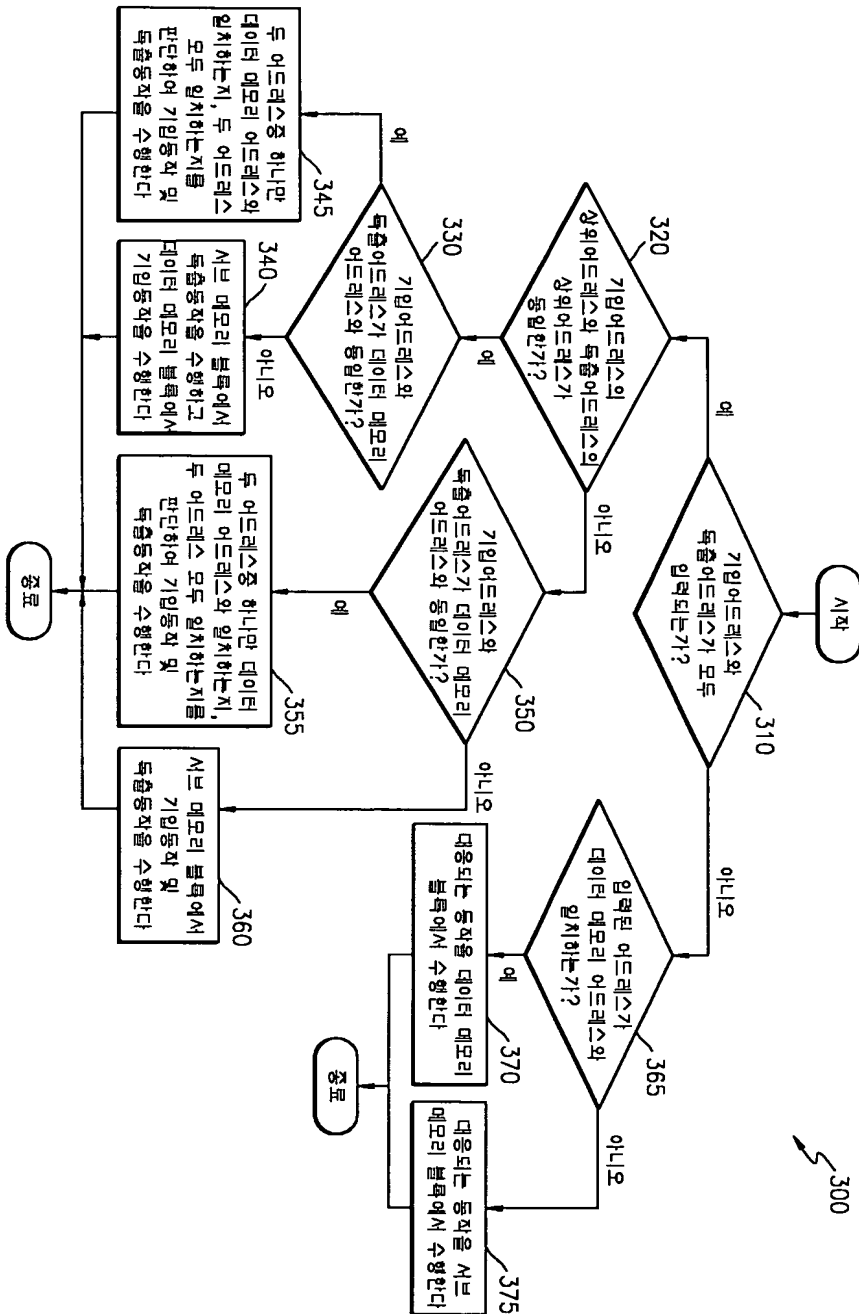 300
시작
기입어드레스와
독출어드레스가 모두
입력되는가?
310
예
아니오
기입어드레스의
상위어드레스와 독출어드레스의
상위어드레스가
동일한가?
320
예
아니오
입력된 어드레스가
데이터 메모리 어드레스와
일치하는가?
365
예
아니오
기입어드레스와
독출어드레스가 데이터 메모리
어드레스와 동일한가?
330
예
아니오
기입어드레스와
독출어드레스가 데이터 메모리
어드레스와 동일한가?
350
예
아니오
대응되는 동작을 데이터 메모리
블록에서 수행한다
370
대응되는 동작을 서브
메모리 블록에서 수행한다
375
종료
두 어드레스중 하나만
데이터 메모리 어드레스와
일치하는지, 두 어드레스
모두 일치하는지를
판단하여 기입동작 및
독출동작을 수행한다
345
서브 메모리 블록에서
독출동작을 수행하고
데이터 메모리 블록에서
기입동작을 수행한다
340
두 어드레스중 하나만 데이터
메모리 어드레스와 일치하는지,
두 어드레스 모두 일치하는지를
판단하여 기입동작 및
독출동작을 수행한다
355
서브 메모리 블록에서
기입동작 및
독출동작을 수행한다
360
종료